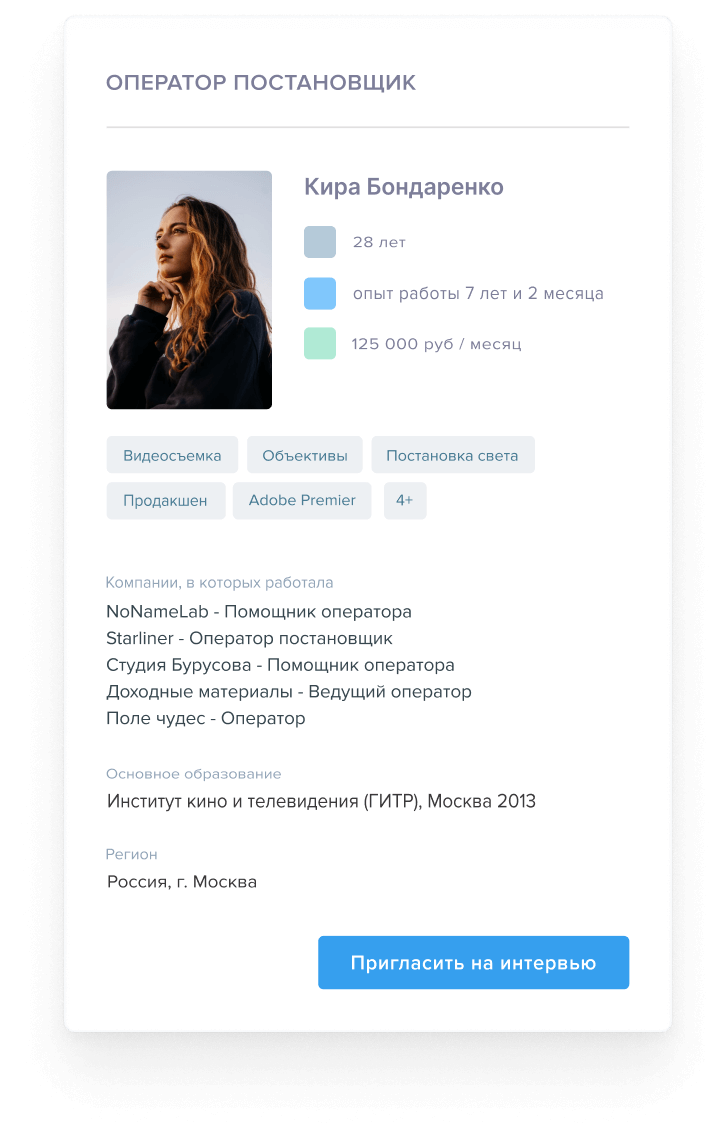 ОПЕРАТОР ПОСТАНОВЩИК
Кира Бондаренко
28 лет
опыт работы 7 лет и 2 месяца
125 000 руб / месяц
Видеосъемка Объективы Постановка света
Продакшен Adobe Premier 4+
Компании, в которых работала
NoNameLab - Помощник оператора
Starliner - Оператор постановщик
Студия Бурусова - Помощник оператора
Доходные материалы - Ведущий оператор
Поле чудес - Оператор
Основное образование
Институт кино и телевидения (ГИТР), Москва 2013
Регион
Россия, г. Москва
Пригласить на интервью